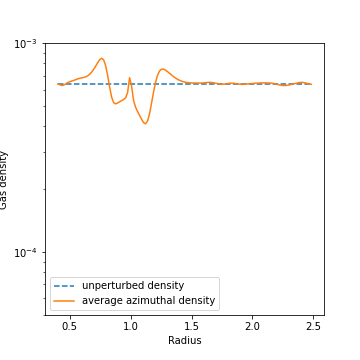 10⁻³
Gas density
10⁻⁴
unperturbed density
average azimuthal density
0.5 1.0 1.5 2.0 2.5
Radius